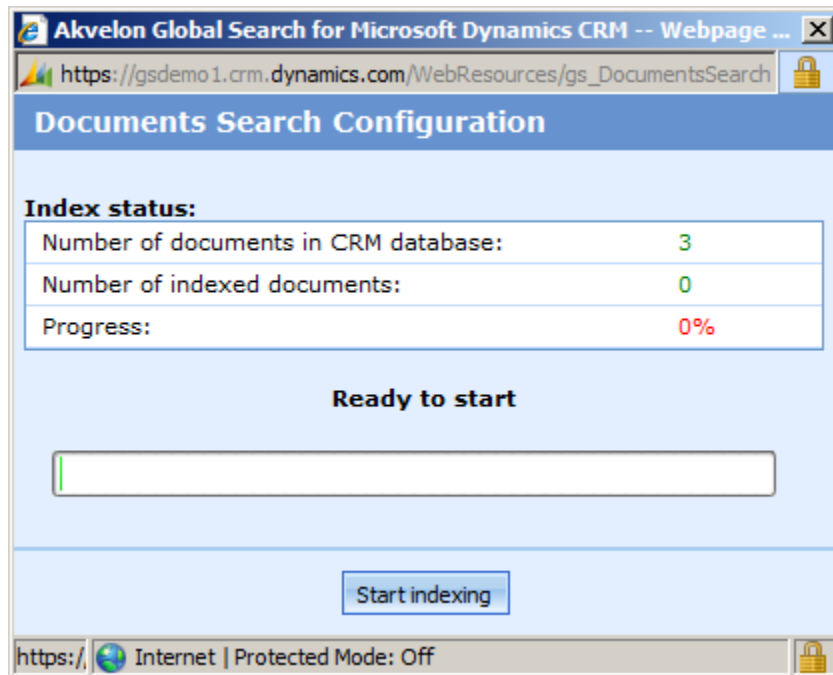 Akvelon Global Search for Microsoft Dynamics CRM -- Webpage ...
https://gsdemo1.crm.dynamics.com/WebResources/gs_DocumentsSearch
Documents Search Configuration
Index status:
Number of documents in CRM database: 3
Number of indexed documents: 0
Progress: 0%
Ready to start
Start indexing
https:/ Internet | Protected Mode: Off